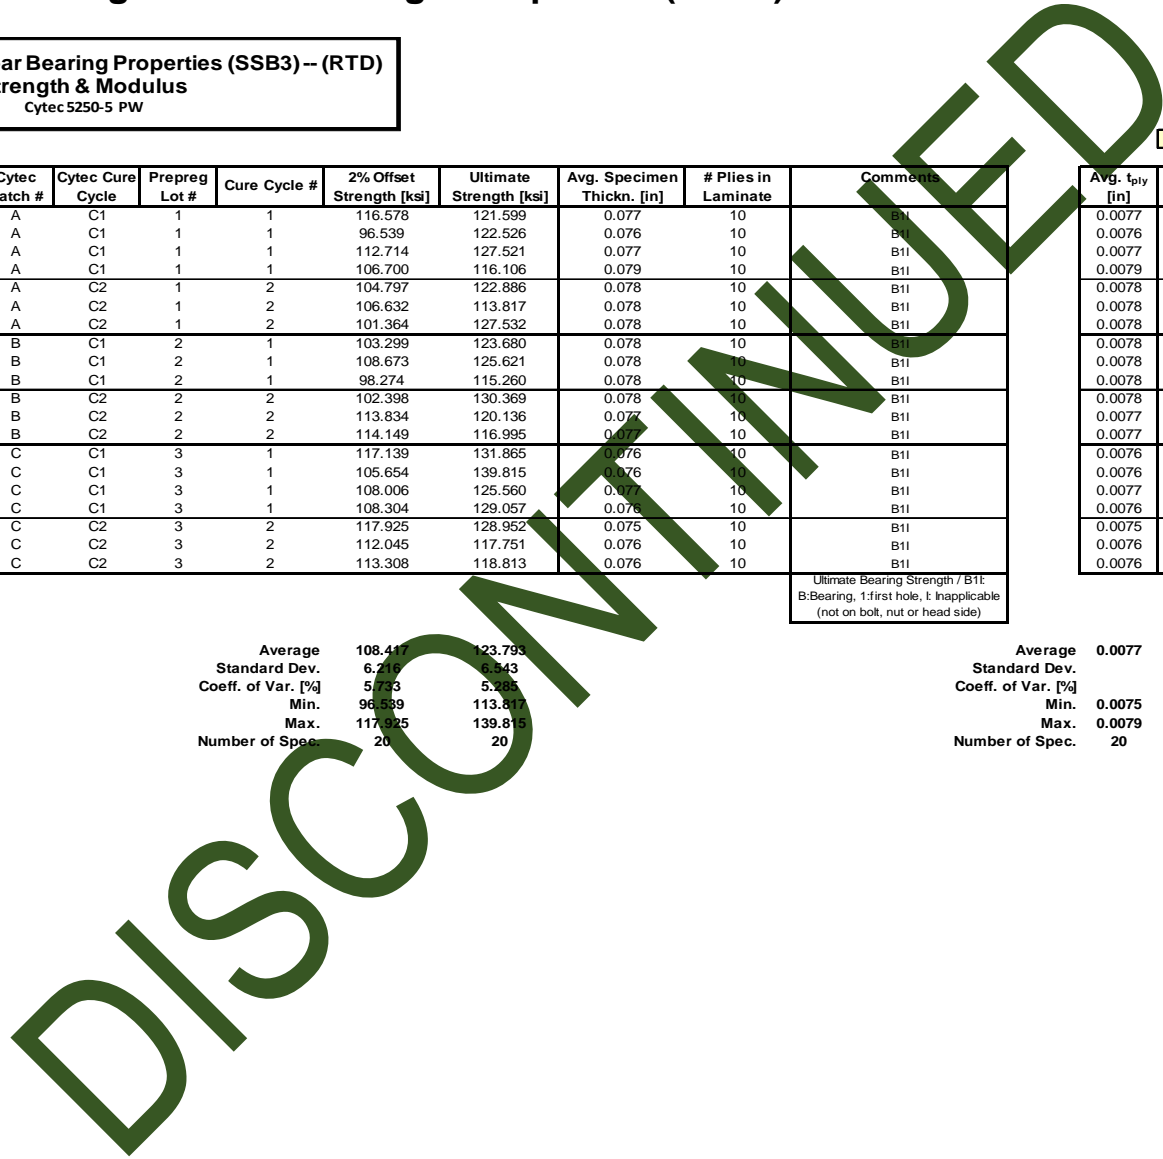 ar Bearing Properties (SSB3) -- (RTD)
rength & Modulus
Cytec 5250-5 PW
Cytec atch # Cytec Cure Cycle Prepreg Lot # Cure Cycle # 2% Offset Strength [ksi] Ultimate Strength [ksi] Avg. Specimen Thickn. [in] # Plies in Laminate Comments Avg. tply [in]
A C1 1 1 116.578 121.599 0.077 10 B1I 0.0077
A C1 1 1 96.539 122.526 0.076 10 B1I 0.0076
A C1 1 1 112.714 127.521 0.077 10 B1I 0.0077
A C1 1 1 106.700 116.106 0.079 10 B1I 0.0079
A C2 1 2 104.797 122.886 0.078 10 B1I 0.0078
A C2 1 2 106.632 113.817 0.078 10 B1I 0.0078
A C2 1 2 101.364 127.532 0.078 10 B1I 0.0078
B C1 2 1 103.299 123.680 0.078 10 B1I 0.0078
B C1 2 1 108.673 125.621 0.078 10 B1I 0.0078
B C1 2 1 98.274 115.260 0.078 10 B1I 0.0078
B C2 2 2 102.398 130.369 0.078 10 B1I 0.0078
B C2 2 2 113.834 120.136 0.077 10 B1I 0.0077
B C2 2 2 114.149 116.995 0.077 10 B1I 0.0077
C C1 3 1 117.139 131.865 0.076 10 B1I 0.0076
C C1 3 1 105.654 139.815 0.076 10 B1I 0.0076
C C1 3 1 108.006 125.560 0.077 10 B1I 0.0077
C C1 3 1 108.304 129.057 0.076 10 B1I 0.0076
C C2 3 2 117.925 128.952 0.075 10 B1I 0.0075
C C2 3 2 112.045 117.751 0.076 10 B1I 0.0076
C C2 3 2 113.308 118.813 0.076 10 B1I 0.0076
Ultimate Bearing Strength / B1I:
B:Bearing, 1:first hole, I: Inapplicable
(not on bolt, nut or head side)
Average 108.417 123.793 Average 0.0077
Standard Dev. 6.216 6.543 Standard Dev.
Coeff. of Var. [%] 5.733 5.285 Coeff. of Var. [%]
Min. 96.539 113.817 Min. 0.0075
Max. 117.925 139.815 Max. 0.0079
Number of Spec. 20 20 Number of Spec. 20
DISCONTINUED